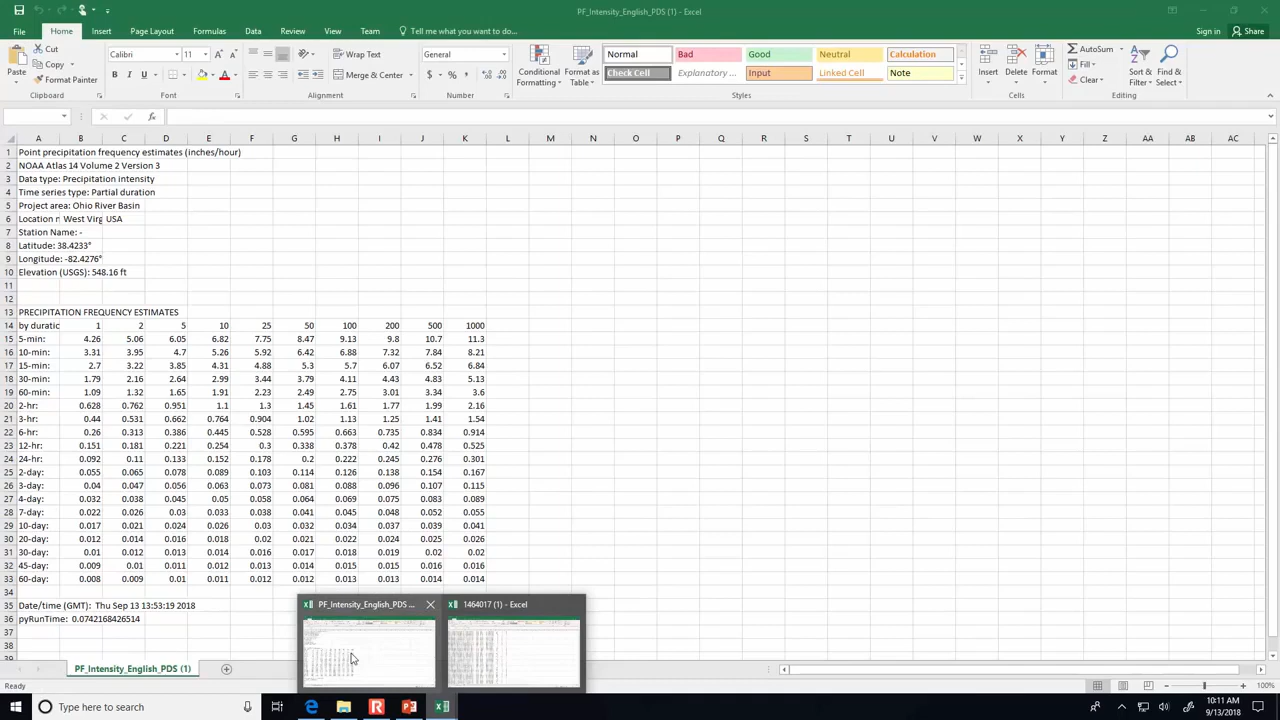 PF_Intensity_English_PDS (1) - Excel
File Home Insert Page Layout Formulas Data Review View Team Tell me what you want to do... Sign in Share
Paste Cut Copy Format Painter Clipboard
Calibri 11 A A B I U Font
Wrap Text Merge & Center Alignment
General $ % , Number
Conditional Formatting Format as Table
Normal Bad Good Neutral Calculation
Check Cell Explanatory ... Input Linked Cell Note
Styles
Insert Delete Format Cells
AutoSum Fill Clear Sort & Filter Find & Select Editing
fx
A B C D E F G H I J K L M N O P Q R S T U V W X Y Z AA AB AC
1 Point precipitation frequency estimates (inches/hour)
2 NOAA Atlas 14 Volume 2 Version 3
3 Data type: Precipitation intensity
4 Time series type: Partial duration
5 Project area: Ohio River Basin
6 Location n West Virg USA
7 Station Name: -
8 Latitude: 38.4233°
9 Longitude: -82.4276°
10 Elevation (USGS): 548.16 ft
11
12
13 PRECIPITATION FREQUENCY ESTIMATES
14 by duratic 1 2 5 10 25 50 100 200 500 1000
15 5-min: 4.26 5.06 6.05 6.82 7.75 8.47 9.13 9.8 10.7 11.3
16 10-min: 3.31 3.95 4.7 5.26 5.92 6.42 6.88 7.32 7.84 8.21
17 15-min: 2.7 3.22 3.85 4.31 4.88 5.3 5.7 6.07 6.52 6.84
18 30-min: 1.79 2.16 2.64 2.99 3.44 3.79 4.11 4.43 4.83 5.13
19 60-min: 1.09 1.32 1.65 1.91 2.23 2.49 2.75 3.01 3.34 3.6
20 2-hr: 0.628 0.762 0.951 1.1 1.3 1.45 1.61 1.77 1.99 2.16
21 3-hr: 0.44 0.531 0.662 0.764 0.904 1.02 1.13 1.25 1.41 1.54
22 6-hr: 0.26 0.313 0.386 0.445 0.528 0.595 0.663 0.735 0.834 0.914
23 12-hr: 0.151 0.181 0.221 0.254 0.3 0.338 0.378 0.42 0.478 0.525
24 24-hr: 0.092 0.11 0.133 0.152 0.178 0.2 0.222 0.245 0.276 0.301
25 2-day: 0.055 0.065 0.078 0.089 0.103 0.114 0.126 0.138 0.154 0.167
26 3-day: 0.04 0.047 0.056 0.063 0.073 0.081 0.088 0.096 0.107 0.115
27 4-day: 0.032 0.038 0.045 0.05 0.058 0.064 0.069 0.075 0.083 0.089
28 7-day: 0.022 0.026 0.03 0.033 0.038 0.041 0.045 0.048 0.052 0.055
29 10-day: 0.017 0.021 0.024 0.026 0.03 0.032 0.034 0.037 0.039 0.041
30 20-day: 0.012 0.014 0.016 0.018 0.02 0.021 0.022 0.024 0.025 0.026
31 30-day: 0.01 0.012 0.013 0.014 0.016 0.017 0.018 0.019 0.02 0.02
32 45-day: 0.009 0.01 0.011 0.012 0.013 0.014 0.015 0.015 0.016 0.016
33 60-day: 0.008 0.009 0.01 0.011 0.012 0.012 0.013 0.013 0.014 0.014
34
35 Date/time (GMT): Thu Sep 13 13:53:19 2018
36 pyRunTime: 0.0742168426514
37
38
39
PF_Intensity_English_PDS ... 1464017 (1) - Excel
PF_Intensity_English_PDS (1)
Ready 100%
Type here to search
10:11 AM
9/13/2018